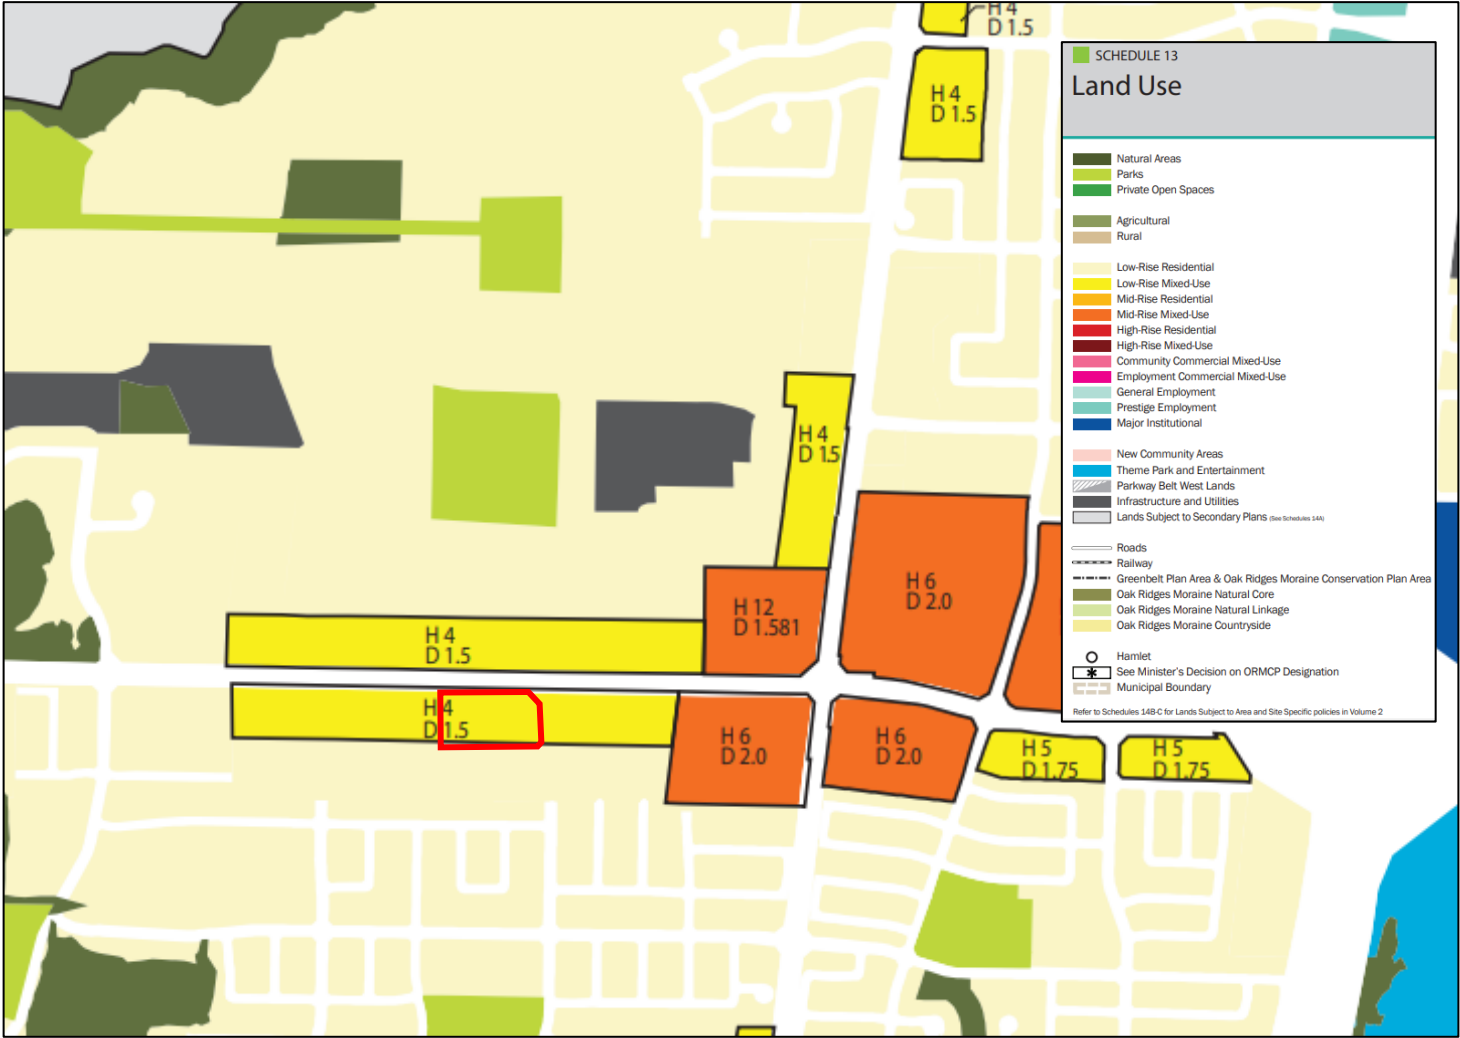 H 4
D 1.5
H 4
D 1.5
SCHEDULE 13
Land Use
Natural Areas
Parks
Private Open Spaces
Agricultural
Rural
Low-Rise Residential
Low-Rise Mixed-Use
Mid-Rise Residential
Mid-Rise Mixed-Use
High-Rise Residential
High-Rise Mixed-Use
Community Commercial Mixed-Use
Employment Commercial Mixed-Use
General Employment
Prestige Employment
Major Institutional
New Community Areas
Theme Park and Entertainment
Parkway Belt West Lands
Infrastructure and Utilities
Lands Subject to Secondary Plans (See Schedules 14A)
Roads
Railway
Greenbelt Plan Area & Oak Ridges Moraine Conservation Plan Area
Oak Ridges Moraine Natural Core
Oak Ridges Moraine Natural Linkage
Oak Ridges Moraine Countryside
Hamlet
See Minister's Decision on ORMCP Designation
Municipal Boundary
Refer to Schedules 14B-C for Lands Subject to Area and Site Specific policies in Volume 2
H 4
D 1.5
H 6
D 2.0
H 12
D 1.581
H 4
D 1.5
H 4
D 1.5
H 6
D 2.0
H 6
D 2.0
H 5
D 1.75
H 5
D 1.75